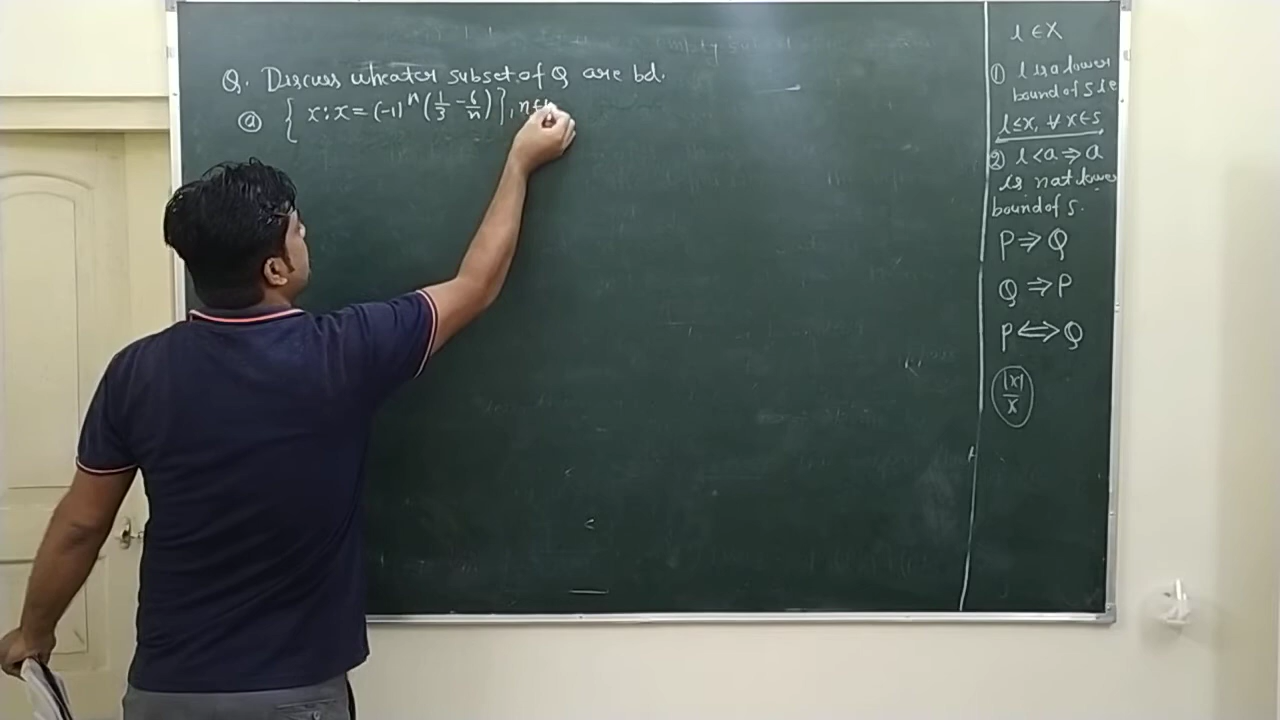 Q. Discuss wheater subset of Q are bd.
ⓐ { x : x = (-1)ⁿ (1/3 - 6/n) }, n ∈
l ∈ X
① l is a lower
bound of S i.e
l ≤ x, ∀ x ∈ S
② l < a ⇒ a
is not lower
bound of S.
P ⇒ Q
Q ⇒ P
P ⇔ Q
|x|/x